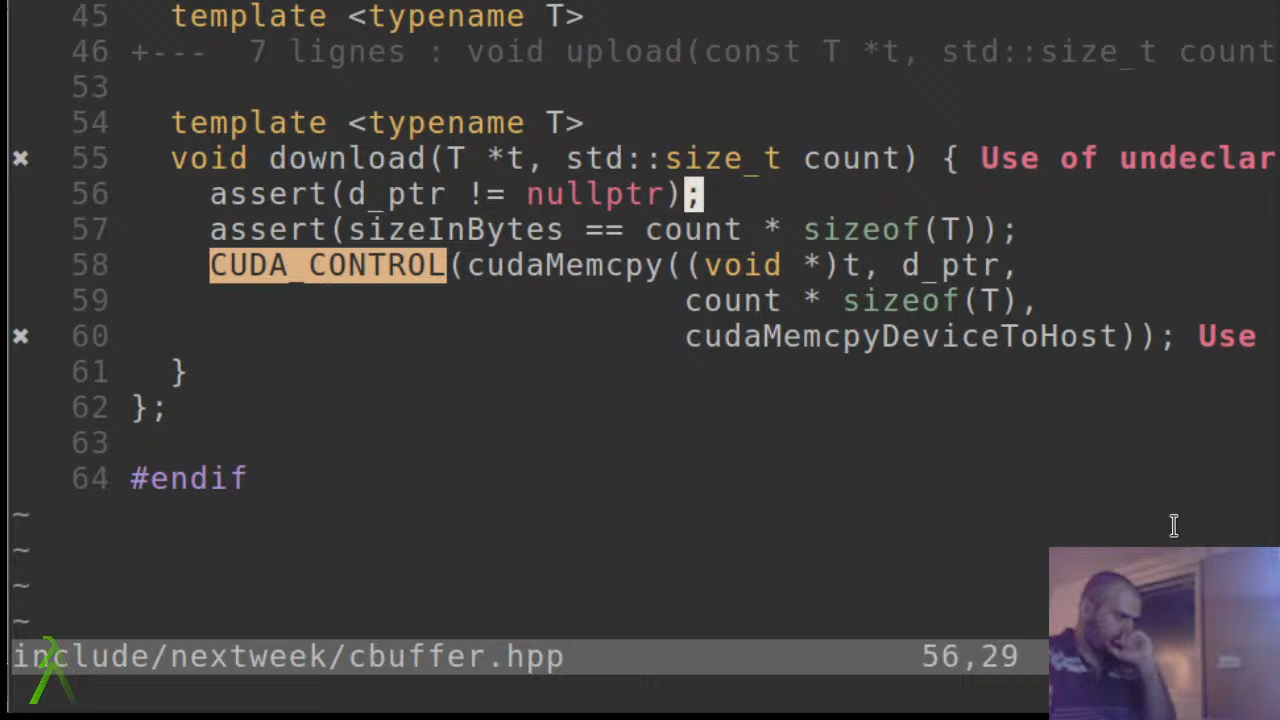 45 template <typename T>
46 +--- 7 lignes : void upload(const T *t, std::size_t count
53
54 template <typename T>
✖ 55 void download(T *t, std::size_t count) { Use of undeclar
56 assert(d_ptr != nullptr);
57 assert(sizeInBytes == count * sizeof(T));
58 CUDA_CONTROL(cudaMemcpy((void *)t, d_ptr,
59 count * sizeof(T),
✖ 60 cudaMemcpyDeviceToHost)); Use
61 }
62 };
63
64 #endif
~
~
~
~
include/nextweek/cbuffer.hpp 56,29
λ